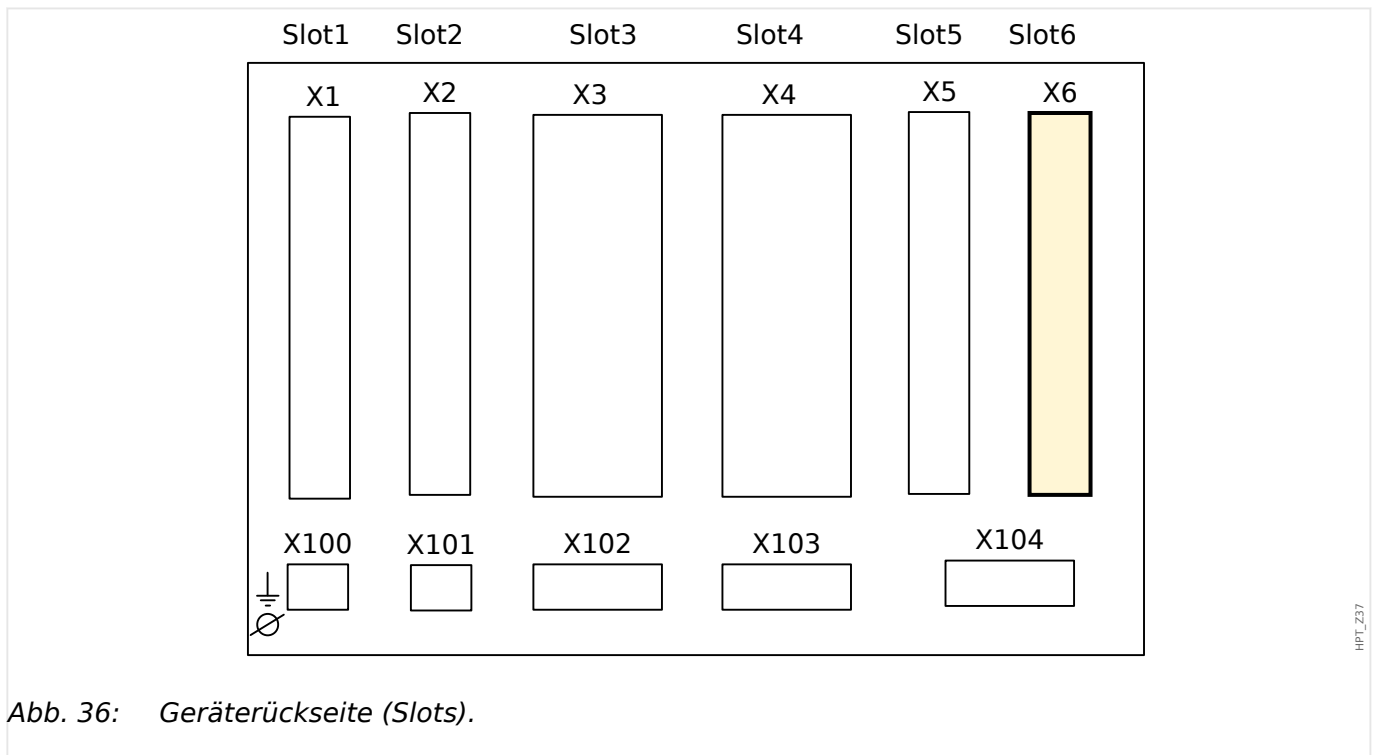 Slot1 Slot2 Slot3 Slot4 Slot5 Slot6
X1 X2 X3 X4 X5 X6
X100 X101 X102 X103 X104
HPT_Z37
Abb. 36: Geräterückseite (Slots).